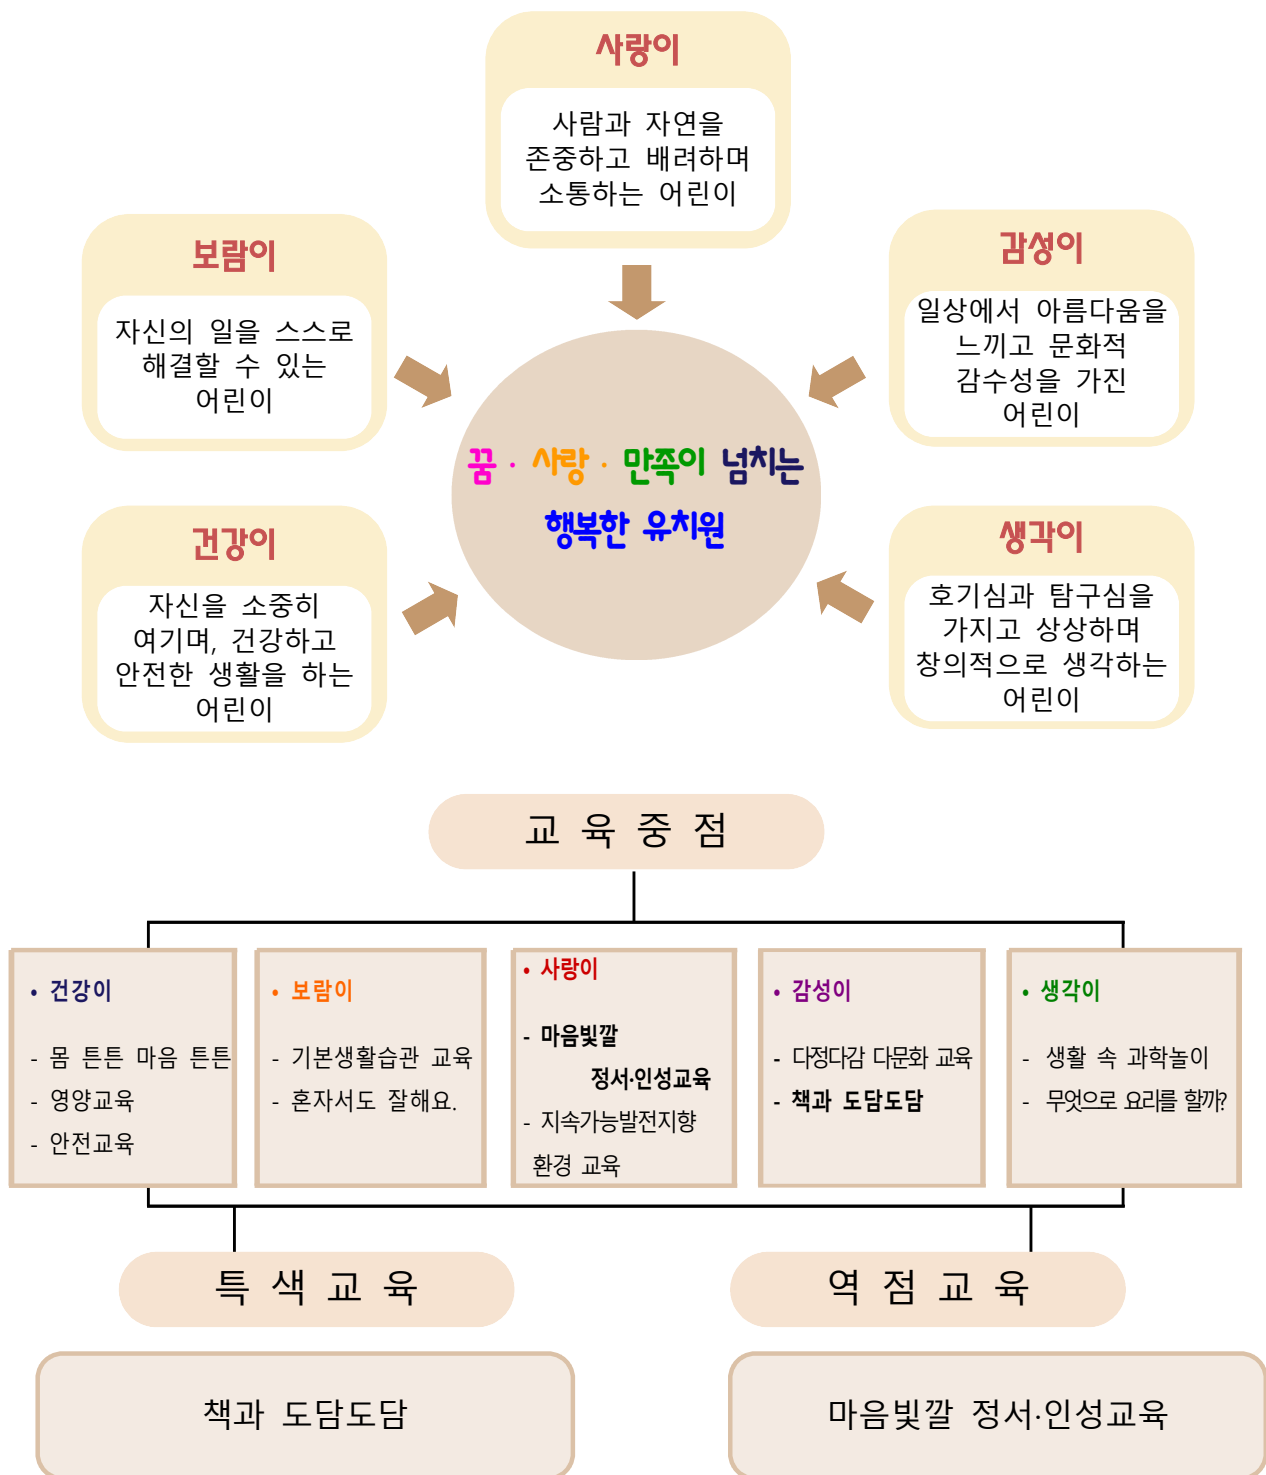 사랑이
사람과 자연을
존중하고 배려하며
소통하는 어린이
보람이
자신의 일을 스스로
해결할 수 있는
어린이
감성이
일상에서 아름다움을
느끼고 문화적
감수성을 가진
어린이
꿈 · 사랑 · 만족이 넘치는
행복한 유치원
건강이
자신을 소중히
여기며, 건강하고
안전한 생활을 하는
어린이
생각이
호기심과 탐구심을
가지고 상상하며
창의적으로 생각하는
어린이
교 육 중 점
• 건강이
- 몸 튼튼 마음 튼튼
- 영양교육
- 안전교육
• 보람이
- 기본생활습관 교육
- 혼자서도 잘해요.
• 사랑이
- 마음빛깔
정서·인성교육
- 지속가능발전지향
환경 교육
• 감성이
- 다정다감 다문화 교육
- 책과 도담도담
• 생각이
- 생활 속 과학놀이
- 무엇으로 요리를 할까?
특 색 교 육
역 점 교 육
책과 도담도담
마음빛깔 정서·인성교육